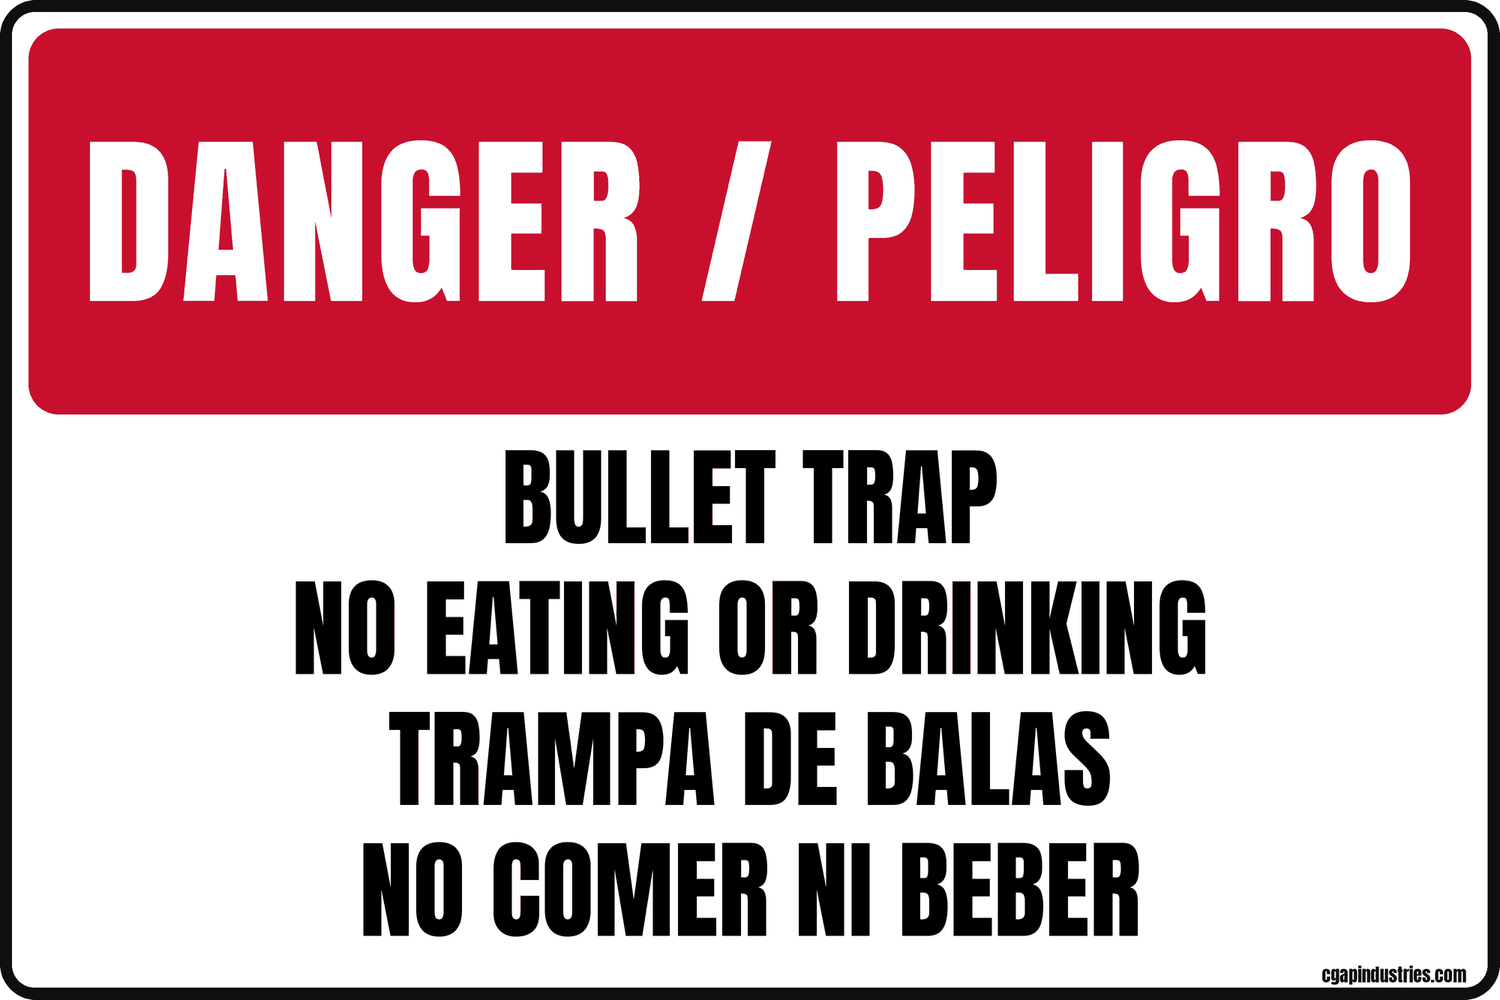 DANGER / PELIGRO
BULLET TRAP
NO EATING OR DRINKING
TRAMPA DE BALAS
NO COMER NI BEBER
cgapindustries.com